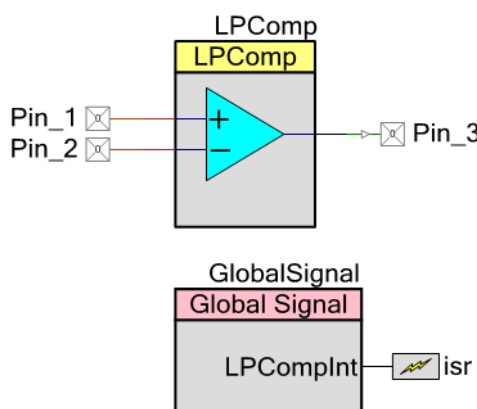 LPComp
LPComp
Pin_1
+
Pin_2
−
Pin_3
GlobalSignal
Global Signal
LPCompInt
isr